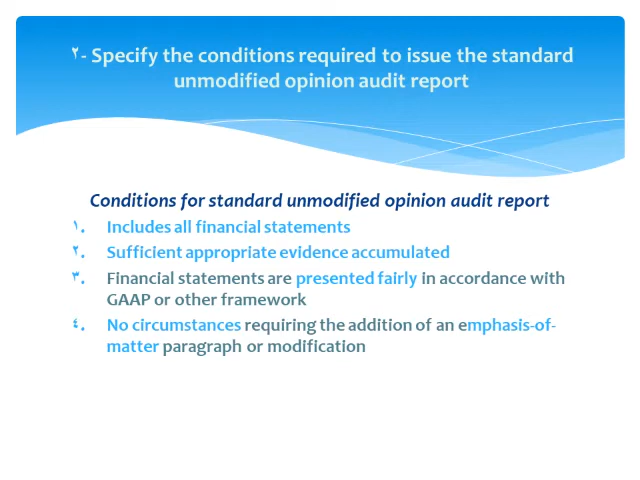 ٢- Specify the conditions required to issue the standard
unmodified opinion audit report
Conditions for standard unmodified opinion audit report
١. Includes all financial statements
٢. Sufficient appropriate evidence accumulated
٣. Financial statements are presented fairly in accordance with
GAAP or other framework
٤. No circumstances requiring the addition of an emphasis-of-
matter paragraph or modification